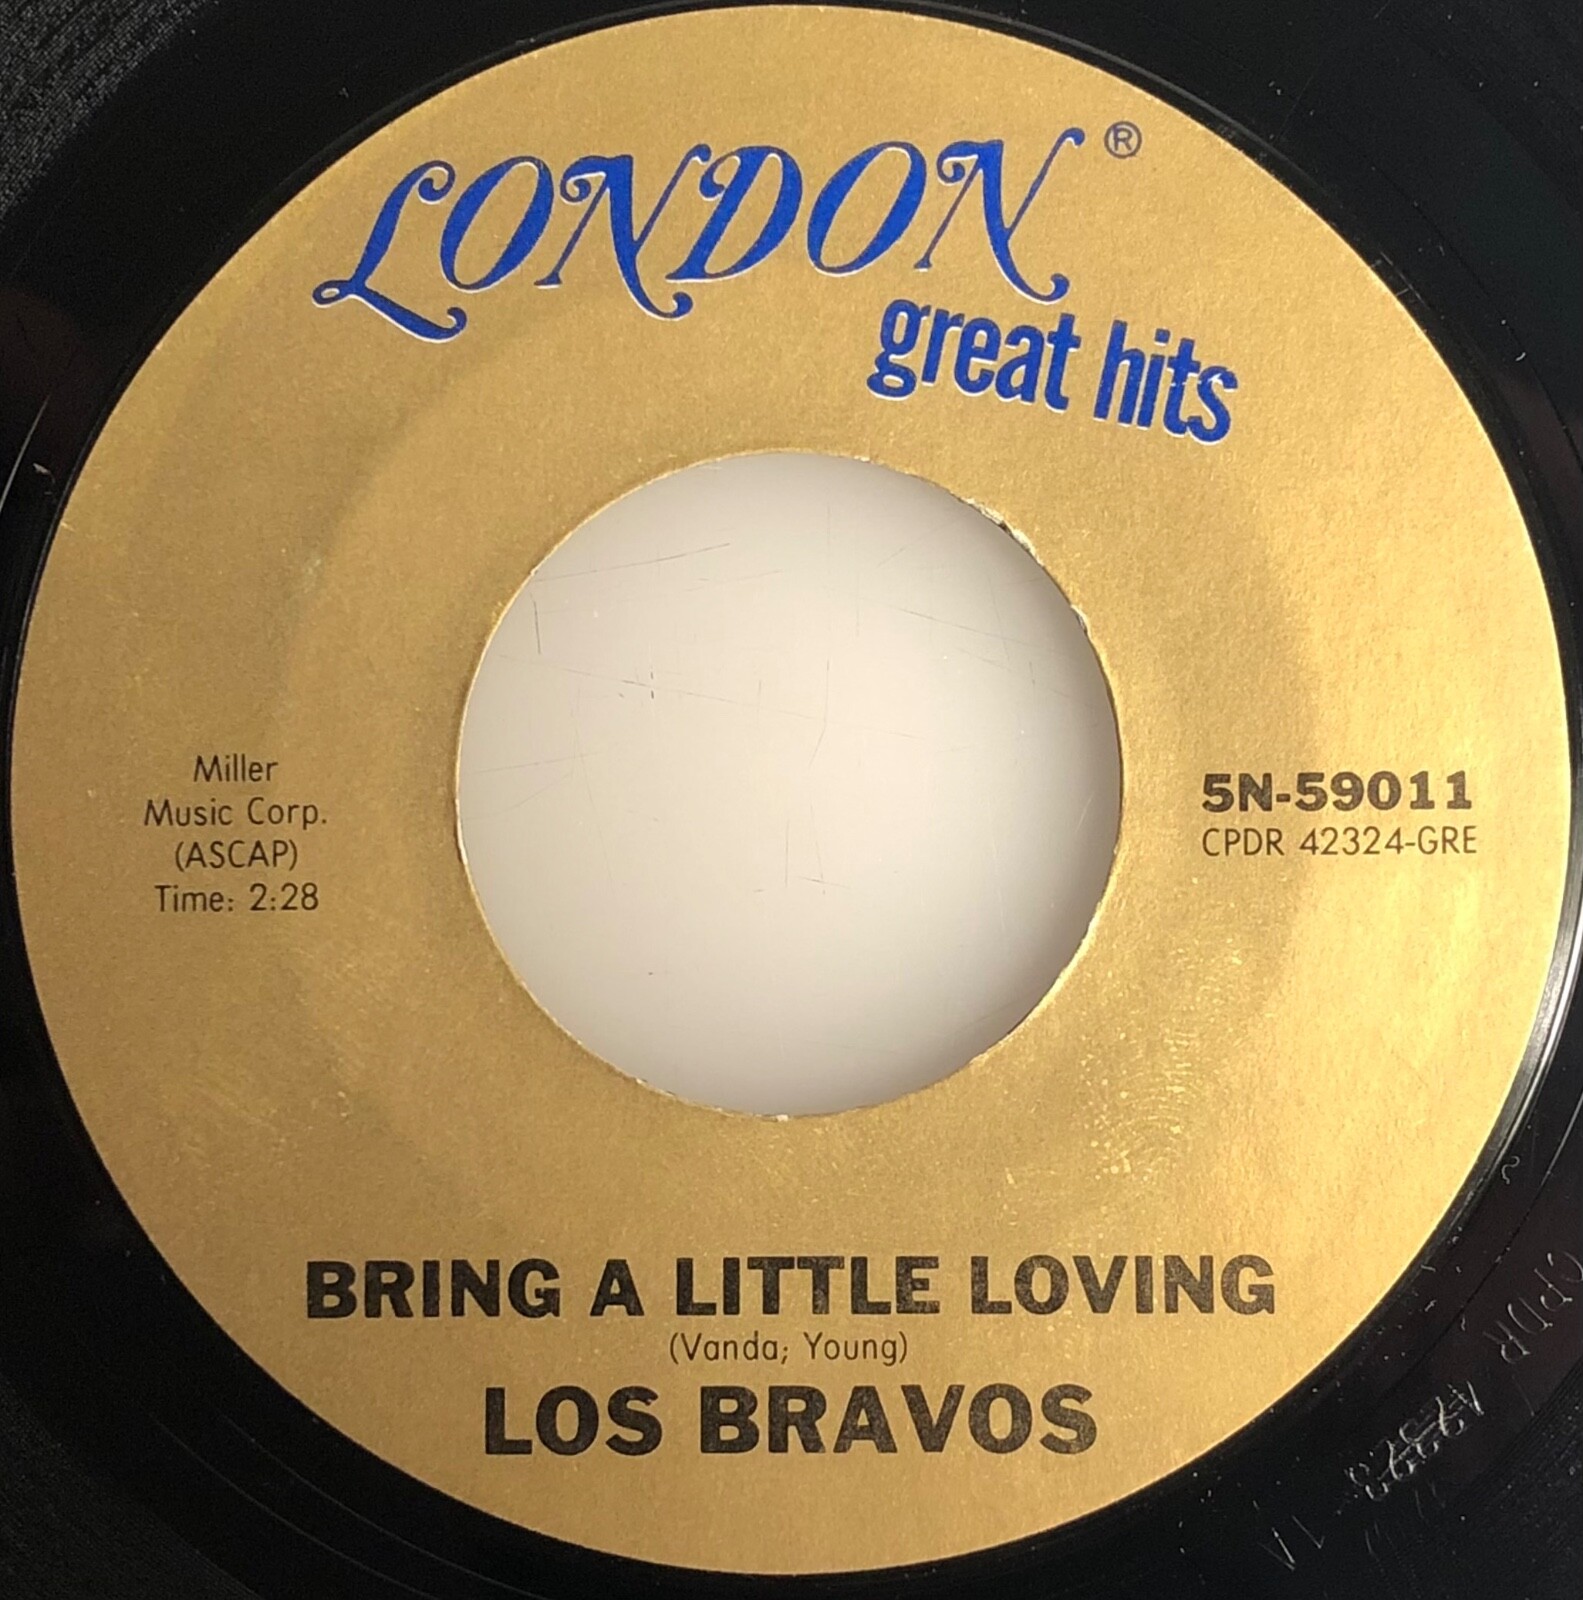 LONDON ®
great hits
Miller
Music Corp.
(ASCAP)
Time: 2:28
5N-59011
CPDR 42324-GRE
BRING A LITTLE LOVING
(Vanda; Young)
LOS BRAVOS
CPDR